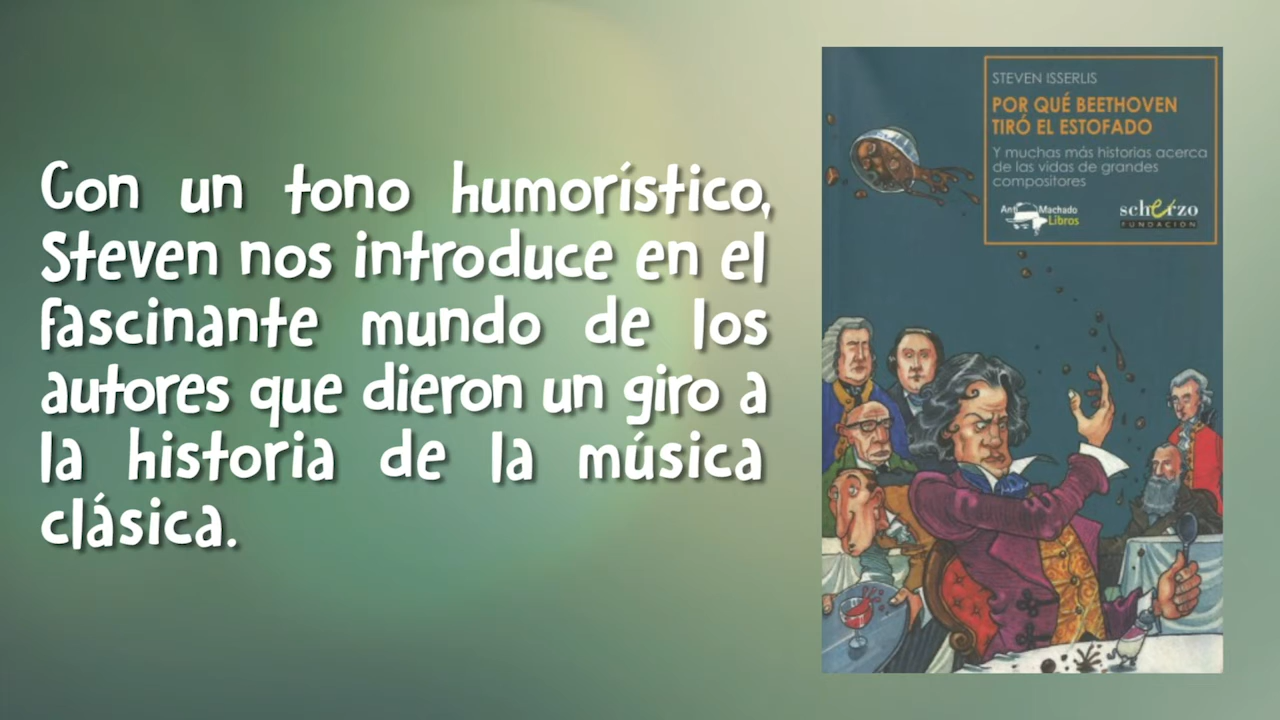 Con un tono humorístico,
Steven nos introduce en el
fascinante mundo de los
autores que dieron un giro a
la historia de la música
clásica.
STEVEN ISSERLIS
POR QUÉ BEETHOVEN
TIRÓ EL ESTOFADO
Y muchas más historias acerca
de las vidas de grandes
compositores
Machado
Libros
scherzo
FUNDACIÓN